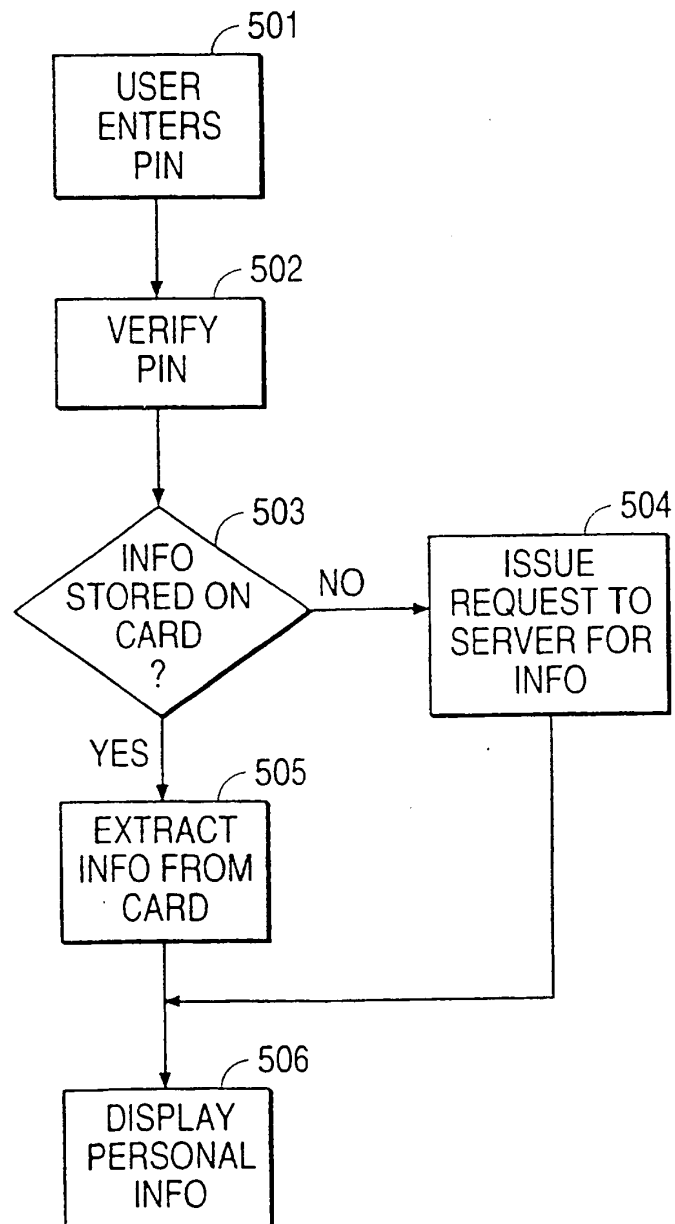 501
USER
ENTERS
PIN
502
VERIFY
PIN
503
INFO
STORED ON
CARD
?
NO
504
ISSUE
REQUEST TO
SERVER FOR
INFO
YES
505
EXTRACT
INFO FROM
CARD
506
DISPLAY
PERSONAL
INFO